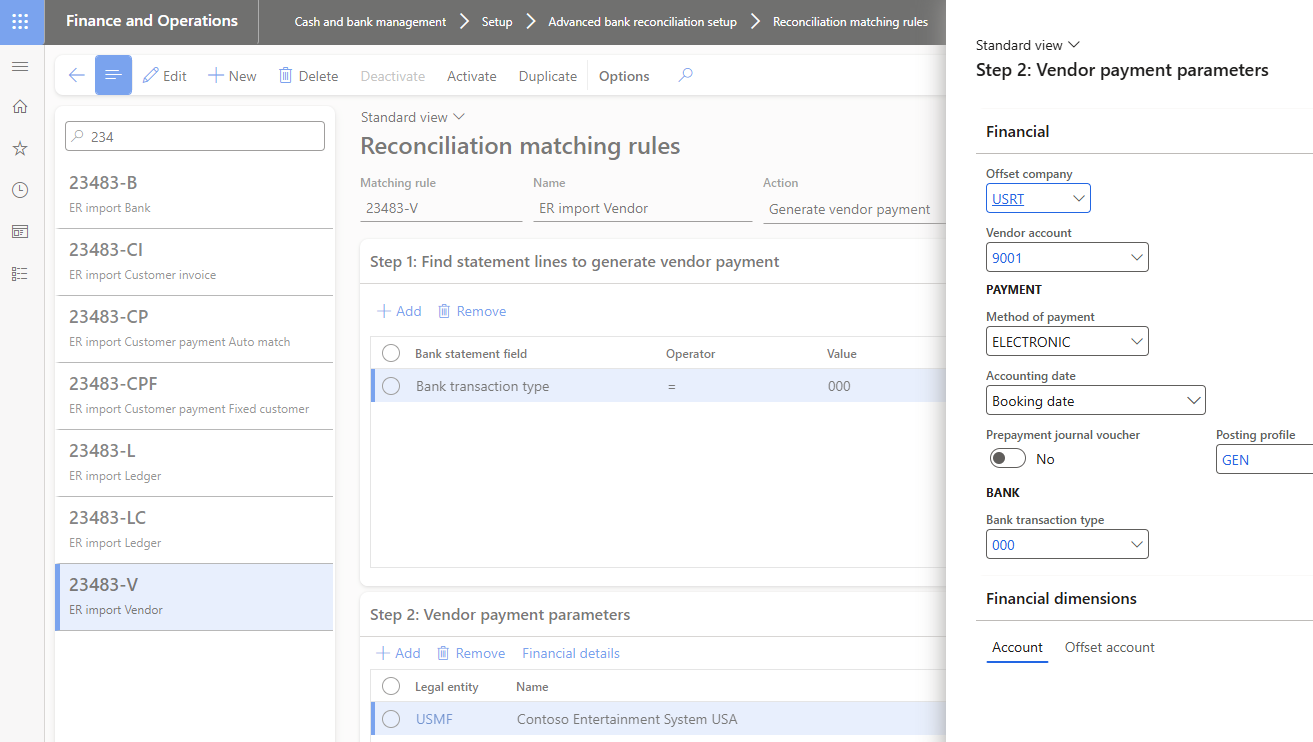 Finance and Operations
Cash and bank management > Setup > Advanced bank reconciliation setup > Reconciliation matching rules
Edit
New
Delete
Deactivate
Activate
Duplicate
Options
234
23483-B
ER import Bank
23483-CI
ER import Customer invoice
23483-CP
ER import Customer payment Auto match
23483-CPF
ER import Customer payment Fixed customer
23483-L
ER import Ledger
23483-LC
ER import Ledger
23483-V
ER import Vendor
Standard view
Reconciliation matching rules
Matching rule Name Action
23483-V ER import Vendor Generate vendor payment
Step 1: Find statement lines to generate vendor payment
Add Remove
Bank statement field Operator Value
Bank transaction type = 000
Step 2: Vendor payment parameters
Add Remove Financial details
Legal entity Name
USMF Contoso Entertainment System USA
Standard view
Step 2: Vendor payment parameters
Financial
Offset company
USRT
Vendor account
9001
PAYMENT
Method of payment
ELECTRONIC
Accounting date
Booking date
Prepayment journal voucher Posting profile
No GEN
BANK
Bank transaction type
000
Financial dimensions
Account Offset account